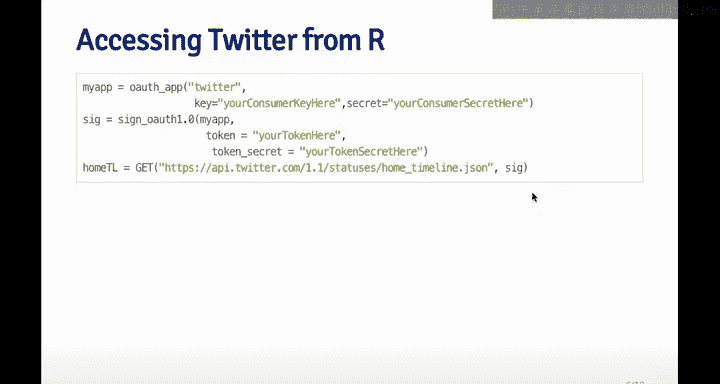 Accessing Twitter from R
myapp = oauth_app("twitter",
key="yourConsumerKeyHere",secret="yourConsumerSecretHere")
sig = sign_oauth1.0(myapp,
token = "yourTokenHere",
token_secret = "yourTokenSecretHere")
homeTL = GET("https://api.twitter.com/1.1/statuses/home_timeline.json", sig)